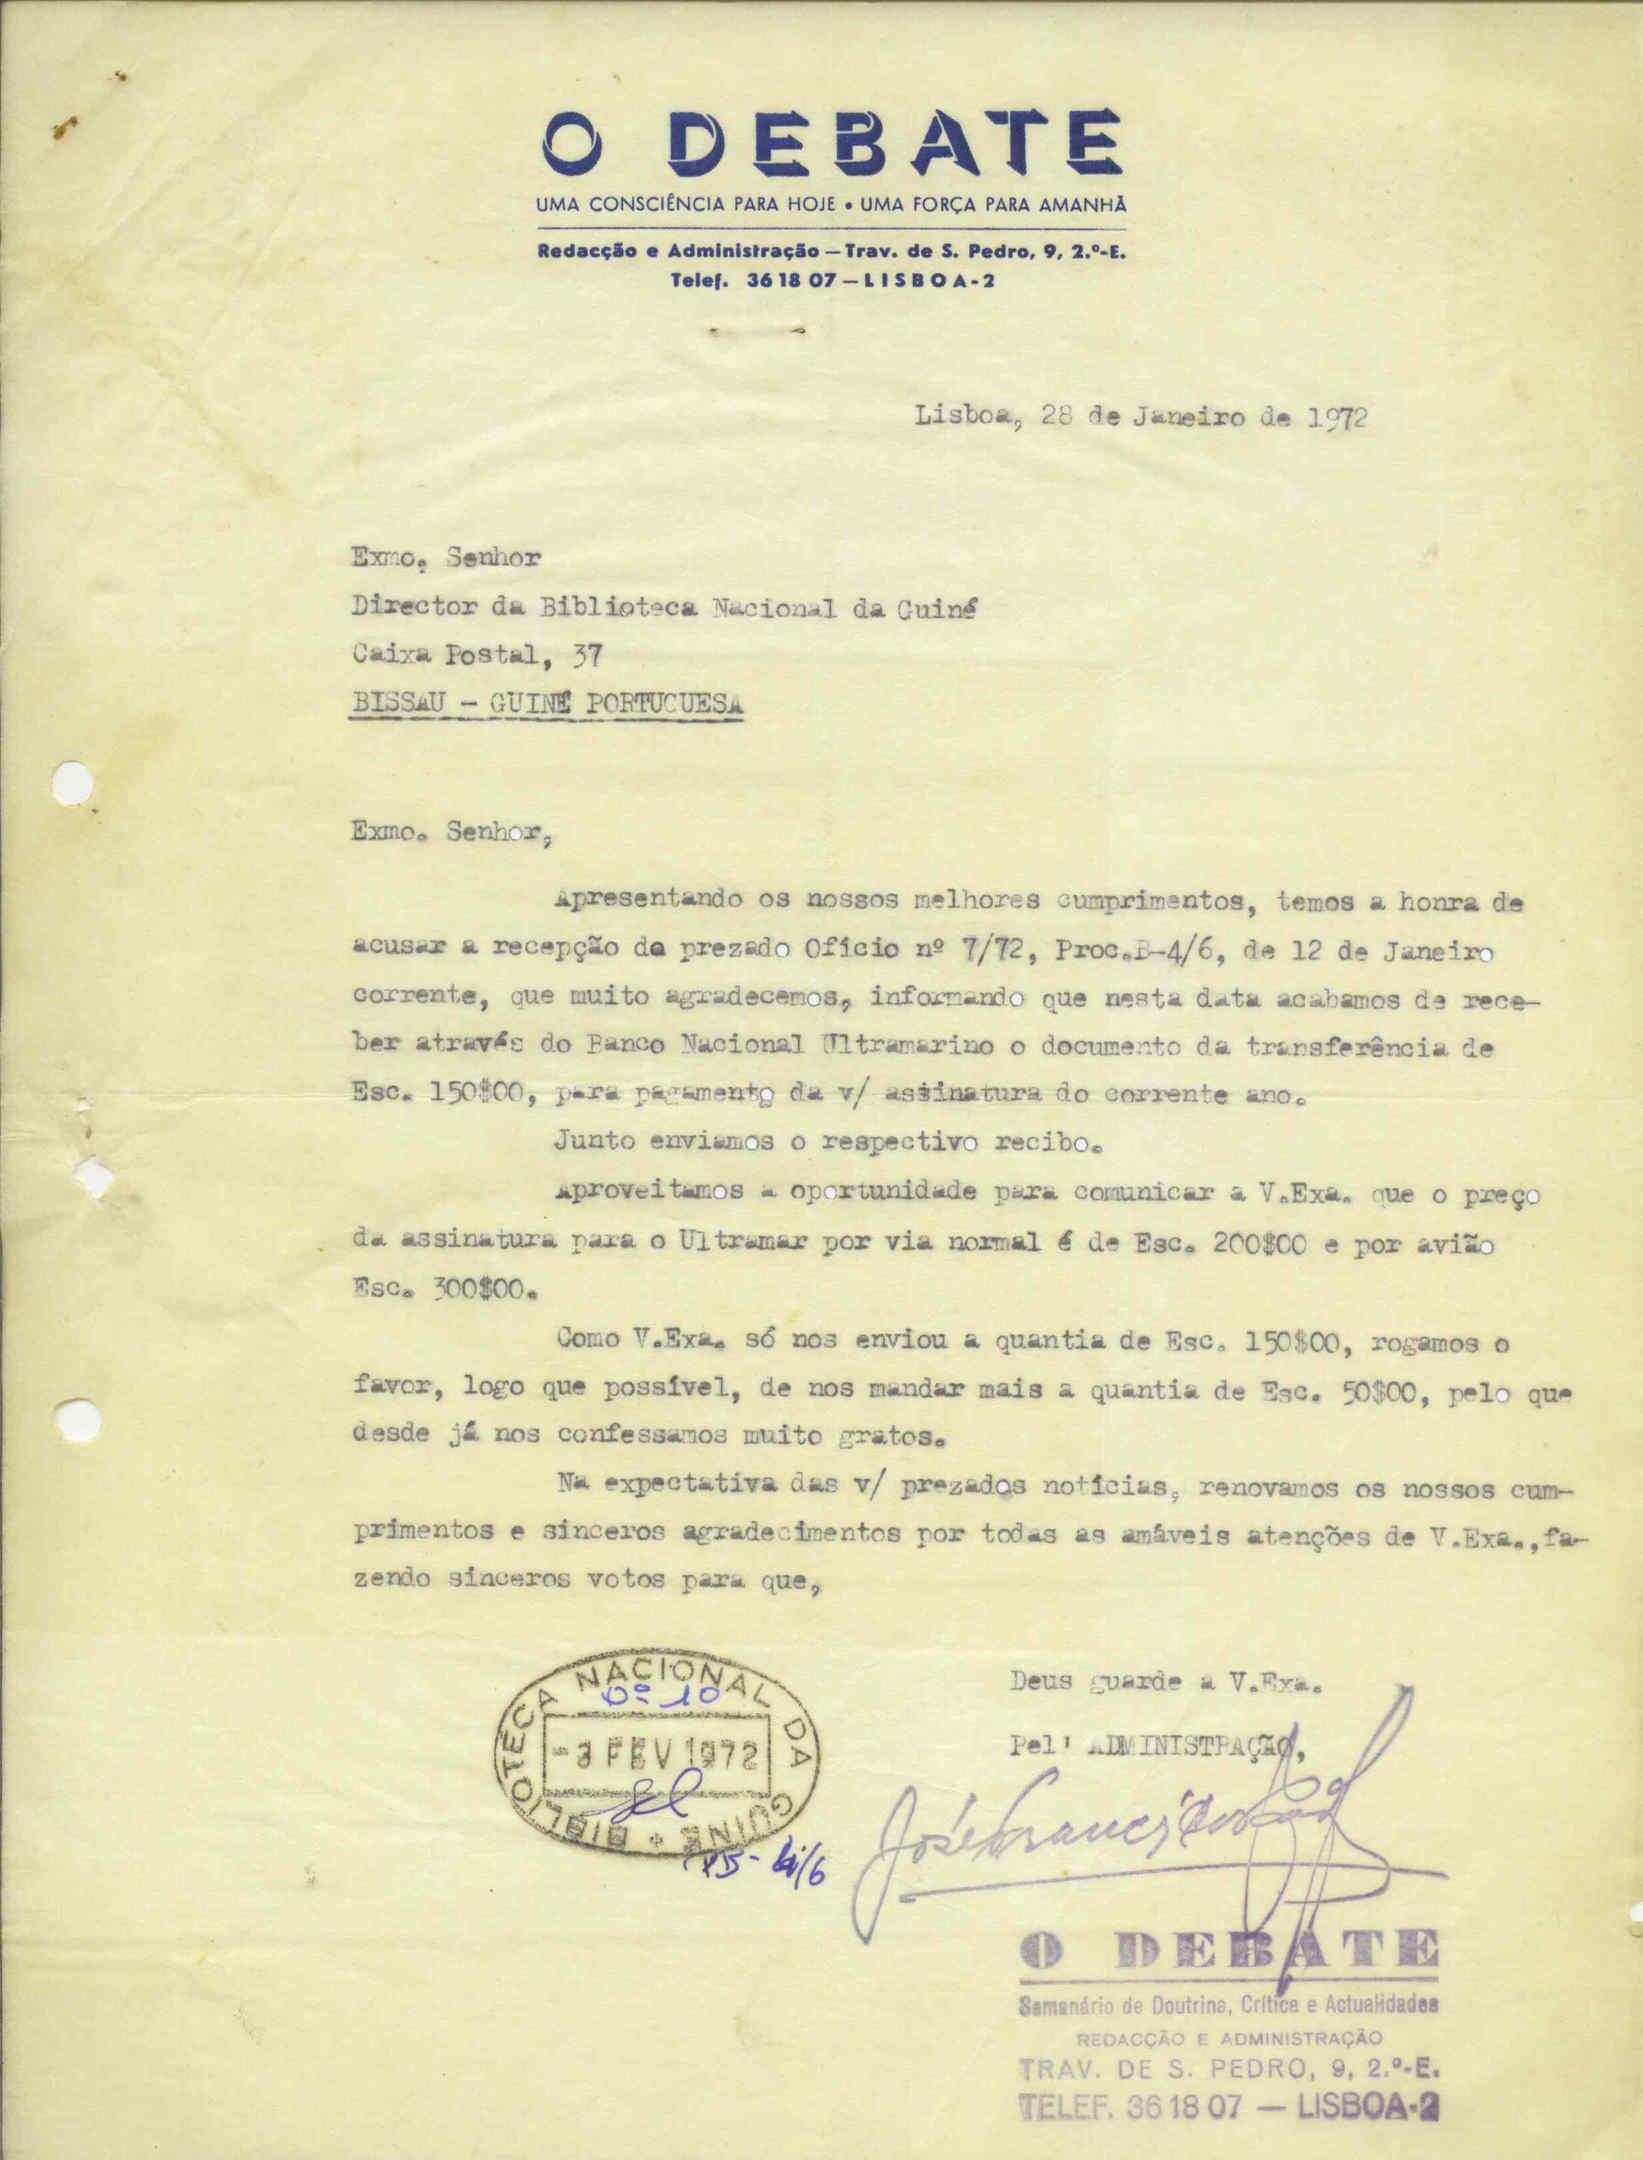 O DEBATE
UMA CONSCIÊNCIA PARA HOJE • UMA FORÇA PARA AMANHÃ
Redacção e Administração — Trav. de S. Pedro, 9, 2.º-E.
Telef. 36 18 07 — LISBOA-2
Lisboa, 28 de Janeiro de 1972
Exmo. Senhor
Director da Biblioteca Nacional da Guiné
Caixa Postal, 37
BISSAU - GUINÉ PORTUGUESA
Exmo. Senhor,
Apresentando os nossos melhores cumprimentos, temos a honra de
acusar a recepção do prezado Ofício nº 7/72, Proc.B-4/6, de 12 de Janeiro
corrente, que muito agradecemos, informando que nesta data acabamos de rece-
ber através do Banco Nacional Ultramarino o documento da transferência de
Esc. 150$00, para pagamento da v/ assinatura do corrente ano.
Junto enviamos o respectivo recibo.
Aproveitamos a oportunidade para comunicar a V.Exa. que o preço
da assinatura para o Ultramar por via normal é de Esc. 200$00 e por avião
Esc. 300$00.
Como V.Exa. só nos enviou a quantia de Esc. 150$00, rogamos o
favor, logo que possível, de nos mandar mais a quantia de Esc. 50$00, pelo que
desde já nos confessamos muito gratos.
Na expectativa das v/ prezados notícias, renovamos os nossos cum-
primentos e sinceros agradecimentos por todas as amáveis atenções de V.Exa.,fa-
zendo sinceros votos para que,
Deus guarde a V.Exa.
Pel' ADMINISTRAÇÃO,
BIBLIOTECA NACIONAL DA GUINÉ
nº 10
-3 FEV 1972
B-4/6
José Francisco
O DEBATE
Semanário de Doutrina, Crítica e Actualidades
REDACÇÃO E ADMINISTRAÇÃO
TRAV. DE S. PEDRO, 9, 2.º-E.
TELEF. 36 18 07 — LISBOA-2